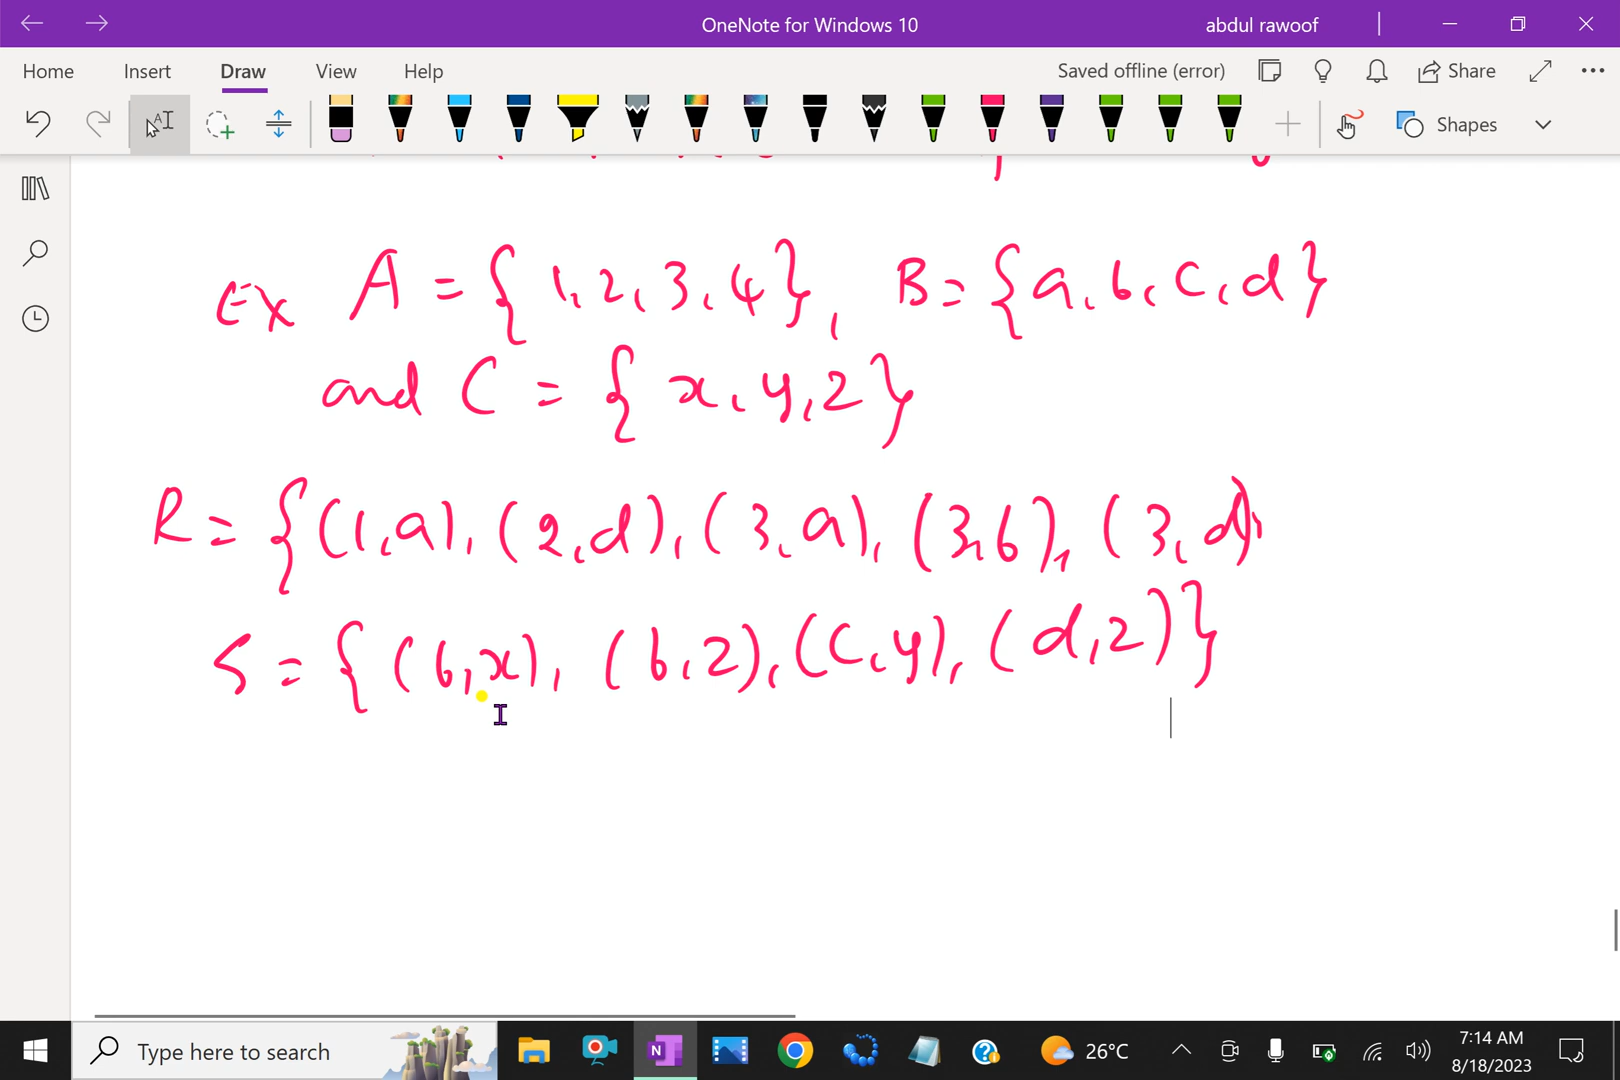 OneNote for Windows 10
abdul rawoof
Home Insert Draw View Help
Saved offline (error) Share
Shapes
Ex A = {1, 2, 3, 4}, B = {a, b, c, d}
and C = {x, y, z}
R = {(1, a), (2, d), (3, a), (3, b), (3, d),
S = {(b, x), (b, z), (c, y), (d, z)}
Type here to search
26°C
7:14 AM
8/18/2023